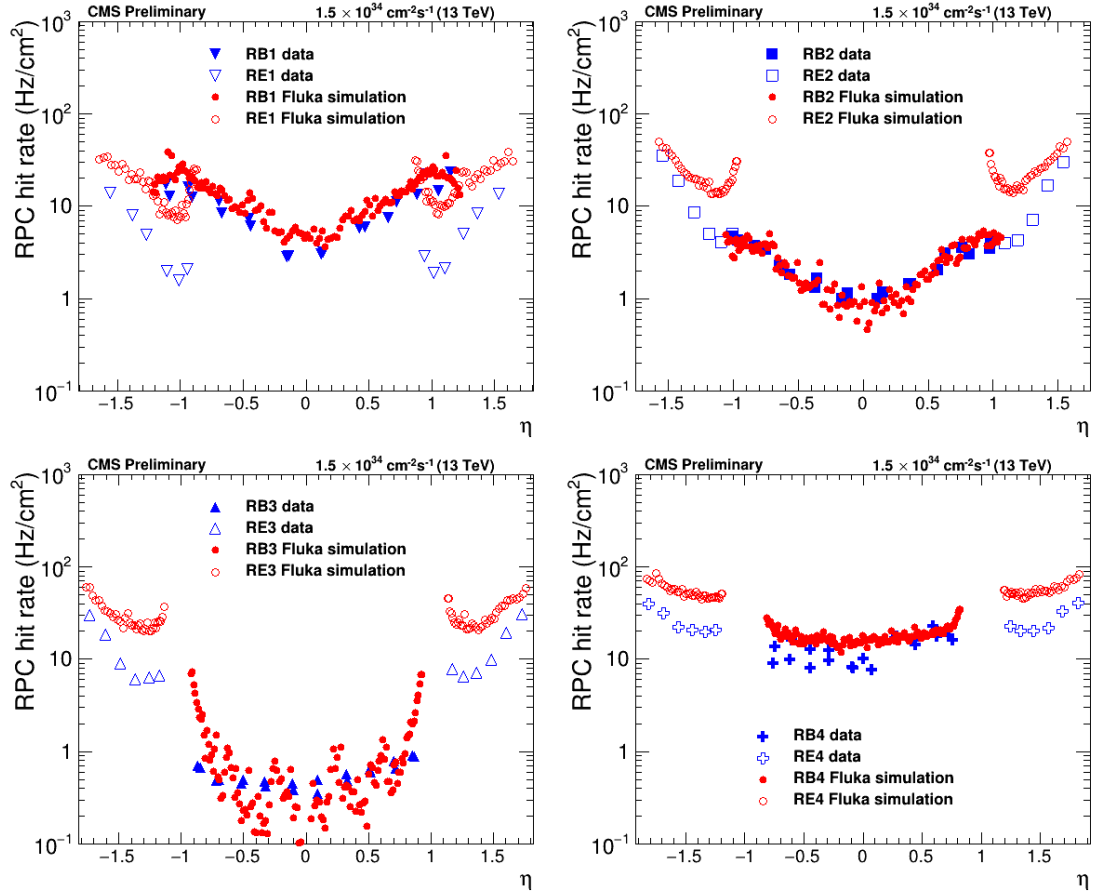 CMS Preliminary 1.5 × 10³⁴ cm⁻²s⁻¹ (13 TeV)
RPC hit rate (Hz/cm²)
10³
10²
10
1
10⁻¹
RB1 data
RE1 data
RB1 Fluka simulation
RE1 Fluka simulation
−1.5 −1 −0.5 0 0.5 1 1.5
η
CMS Preliminary 1.5 × 10³⁴ cm⁻²s⁻¹ (13 TeV)
RPC hit rate (Hz/cm²)
10³
10²
10
1
10⁻¹
RB2 data
RE2 data
RB2 Fluka simulation
RE2 Fluka simulation
−1.5 −1 −0.5 0 0.5 1 1.5
η
CMS Preliminary 1.5 × 10³⁴ cm⁻²s⁻¹ (13 TeV)
RPC hit rate (Hz/cm²)
10³
10²
10
1
10⁻¹
RB3 data
RE3 data
RB3 Fluka simulation
RE3 Fluka simulation
−1.5 −1 −0.5 0 0.5 1 1.5
η
CMS Preliminary 1.5 × 10³⁴ cm⁻²s⁻¹ (13 TeV)
RPC hit rate (Hz/cm²)
10³
10²
10
1
10⁻¹
RB4 data
RE4 data
RB4 Fluka simulation
RE4 Fluka simulation
−1.5 −1 −0.5 0 0.5 1 1.5
η